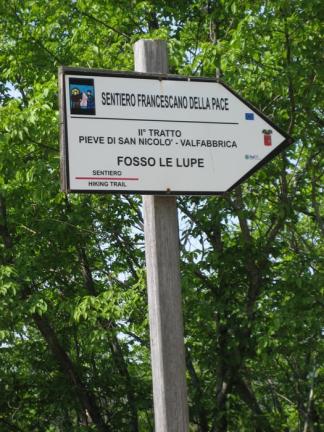 SENTIERO FRANCESCANO DELLA PACE
II° TRATTO
PIEVE DI SAN NICOLO' - VALFABBRICA
FOSSO LE LUPE
SENTIERO
HIKING TRAIL